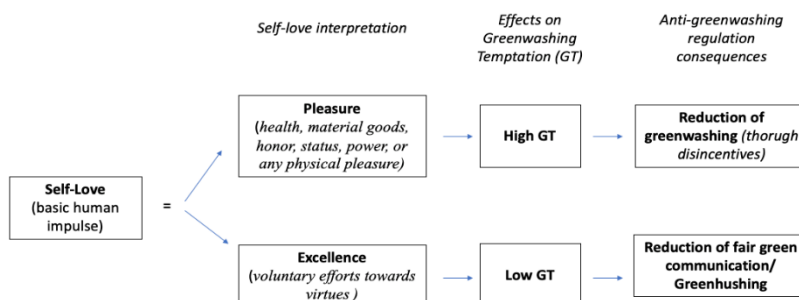 Self-love interpretation
Effects on
Greenwashing
Temptation (GT)
Anti-greenwashing
regulation
consequences
Pleasure
(health, material goods,
honor, status, power, or
any physical pleasure)
High GT
Reduction of
greenwashing (thorugh
disincentives)
Self-Love
(basic human
impulse)
=
Excellence
(voluntary efforts towards
virtues )
Low GT
Reduction of fair green
communication/
Greenhushing